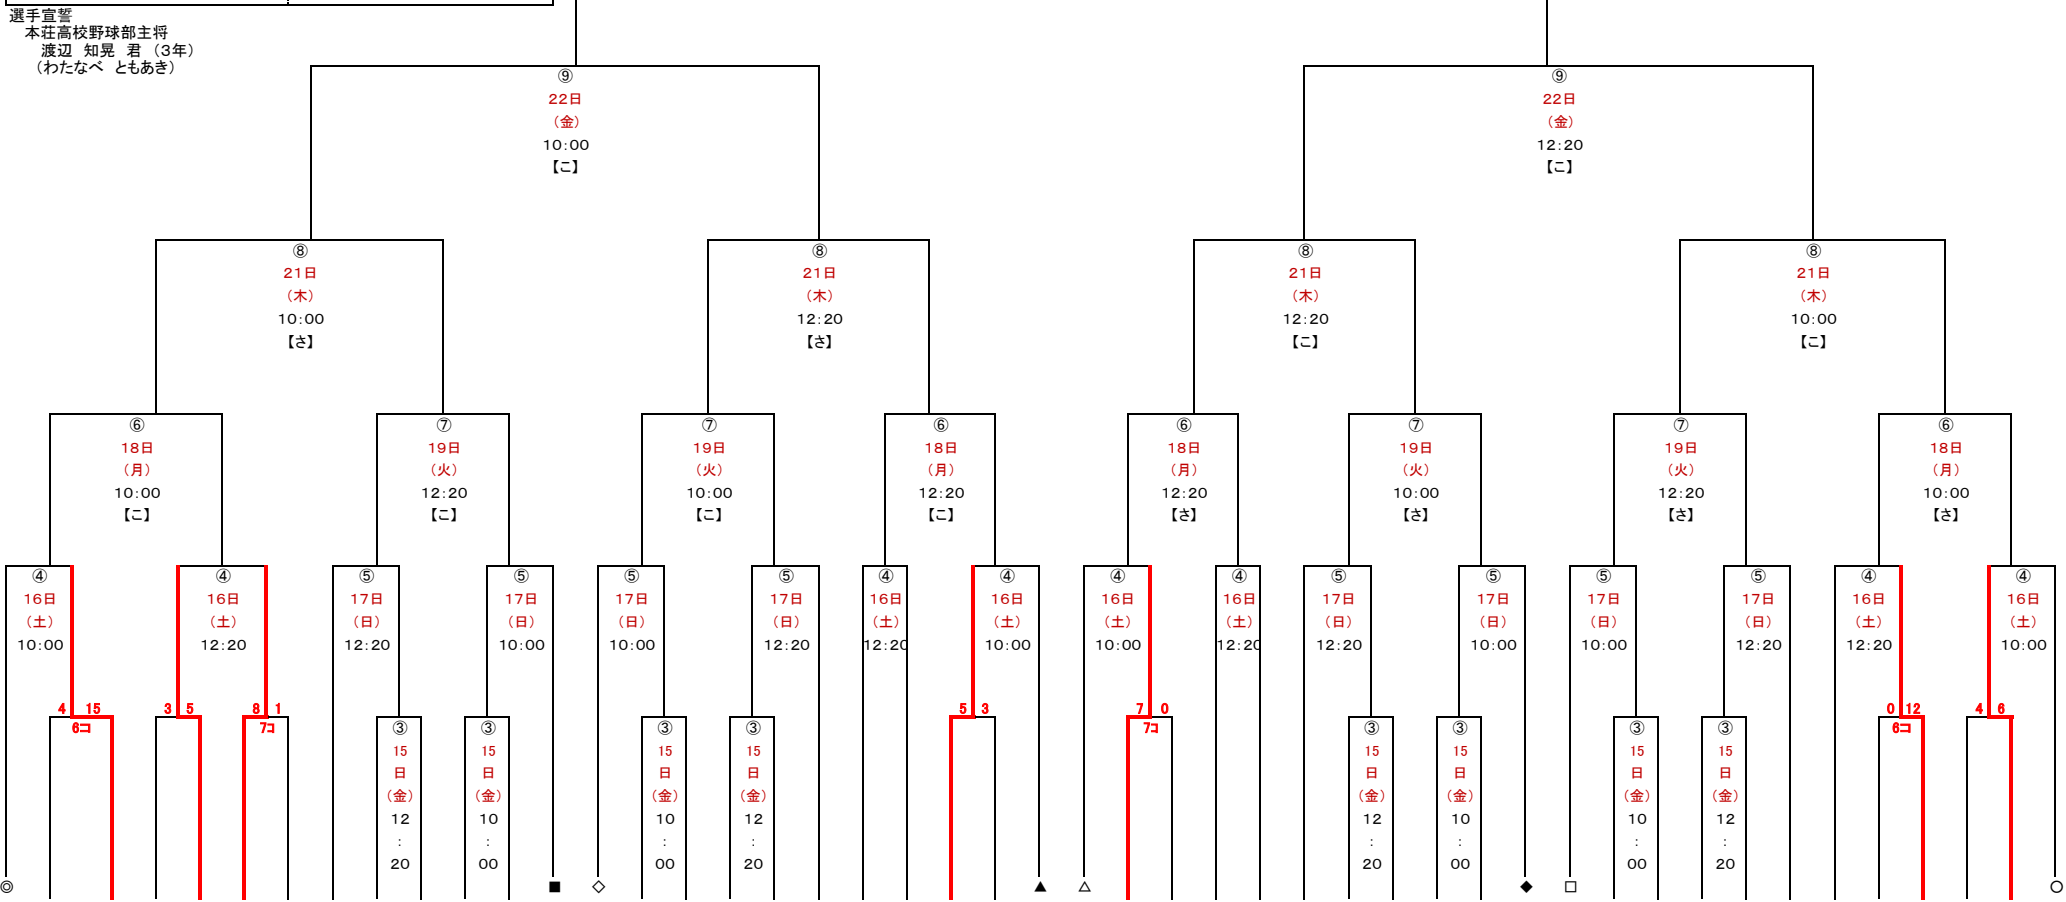 選手宣誓
本荘高校野球部主将
渡辺　知晃　君　（３年）
（わたなべ　ともあき）
⑨ ⑨
22日 22日
（金） （金）
10:00 12:20
【こ】 【こ】
⑧ ⑧ ⑧ ⑧
21日 21日 21日 21日
（木） （木） （木） （木）
10:00 12:20 12:20 10:00
【さ】 【さ】 【こ】 【こ】
⑥ ⑦ ⑦ ⑥ ⑥ ⑦ ⑦ ⑥
18日 19日 19日 18日 18日 19日 19日 18日
（月） （火） （火） （月） （月） （火） （火） （月）
10:00 12:20 10:00 12:20 12:20 10:00 12:20 10:00
【こ】 【こ】 【こ】 【こ】 【さ】 【さ】 【さ】 【さ】
④ ④ ⑤ ⑤ ⑤ ⑤ ④ ④ ④ ④ ⑤ ⑤ ⑤ ⑤ ④ ④
16日 16日 17日 17日 17日 17日 16日 16日 16日 16日 17日 17日 17日 17日 16日 16日
（土） （土） （日） （日） （日） （日） （土） （土） （土） （土） （日） （日） （日） （日） （土） （土）
10:00 12:20 12:20 10:00 10:00 12:20 12:20 10:00 10:00 12:20 12:20 10:00 10:00 12:20 12:20 10:00
4 15 3 5 8 1 5 3 7 0 0 12 4 6
6コ 7コ ③ ③ ③ ③ 7コ ③ ③ ③ ③ 6コ
15 15 15 15 15 15 15 15
日 日 日 日 日 日 日 日
（金） （金） （金） （金） （金） （金） （金） （金）
12 10 10 12 12 10 10 12
: : : : : : : :
20 00 00 20 20 00 00 20
◎ ■ ◇ ▲ △ ◆ □ ○